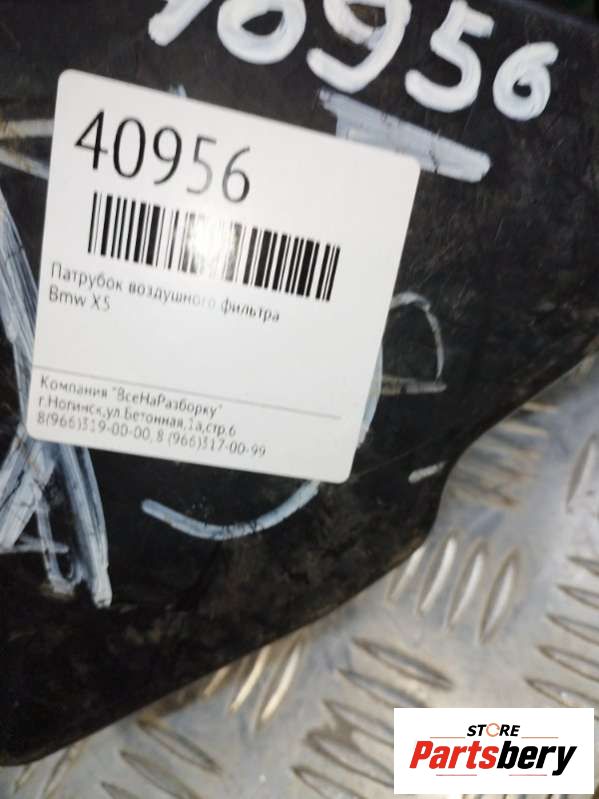 40956
40956
Патрубок воздушного фильтра
Bmw X5
Компания "ВсеНаРазборку"
г.Ногинск,ул.Бетонная,1а,стр.6
8(966)319-00-00, 8 (966)317-00-99
STORE
Partsbery